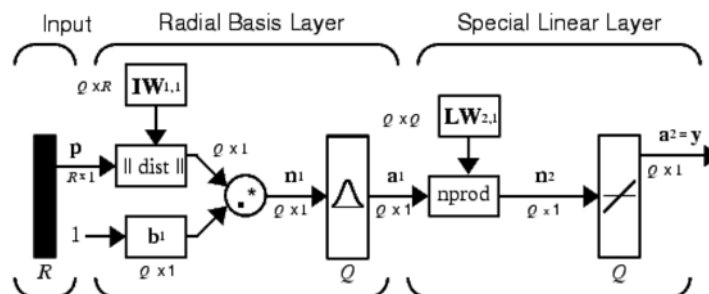 Input Radial Basis Layer Special Linear Layer
Q × R IW1,1
Q × Q LW2,1
p
R × 1
|| dist ||
Q × 1
.*
n1
Q × 1
a1
Q × 1
nprod
n2
Q × 1
a2 = y
Q × 1
1 b1
Q × 1
R Q Q